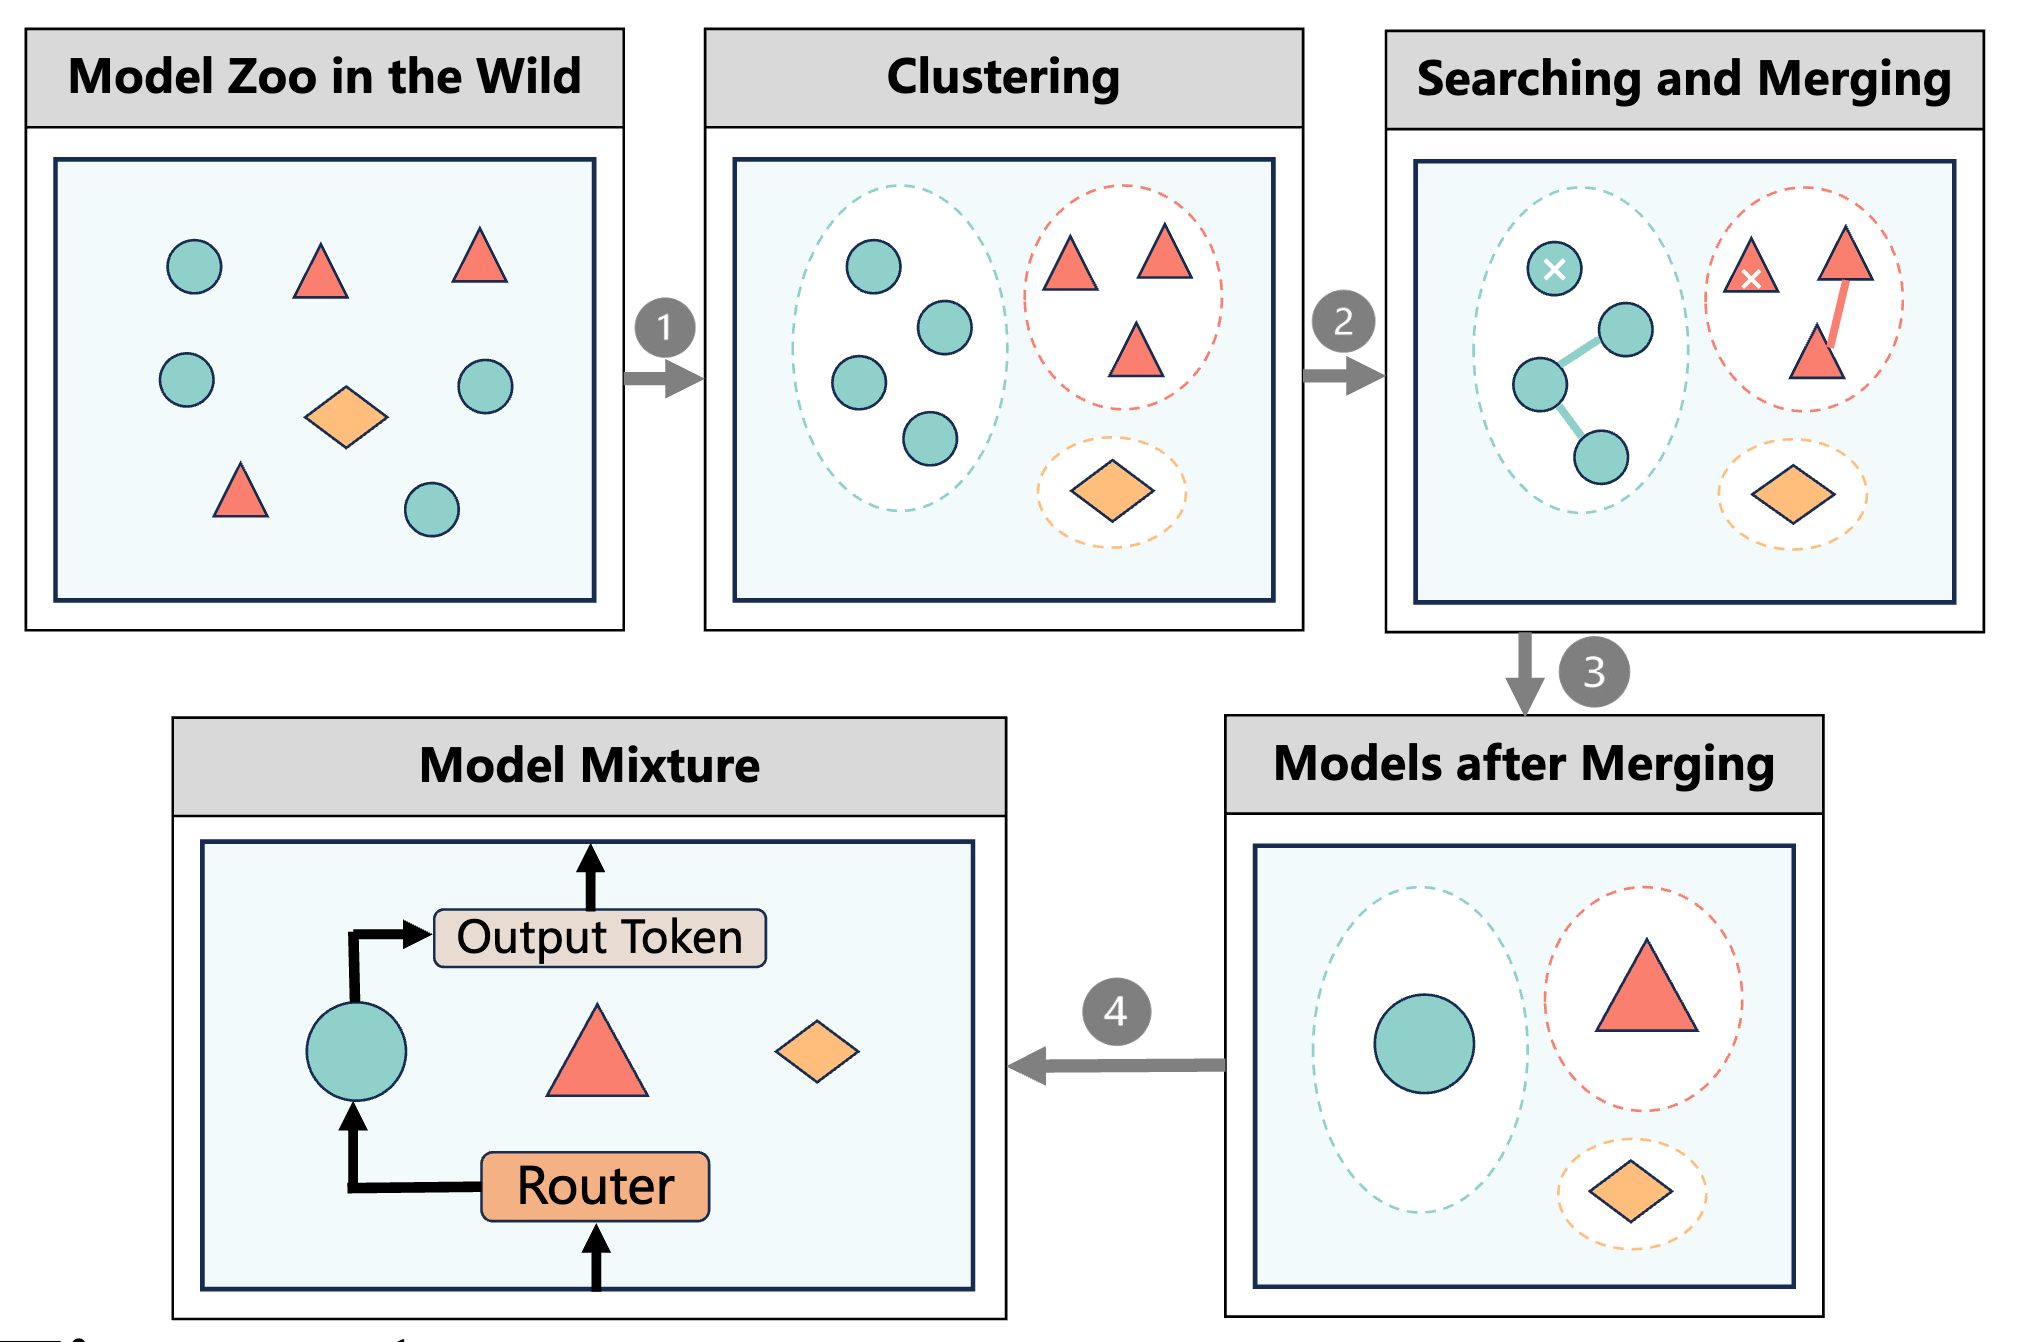 Model Zoo in the Wild
Clustering
Searching and Merging
1
2
3
Model Mixture
Models after Merging
Output Token
4
Router